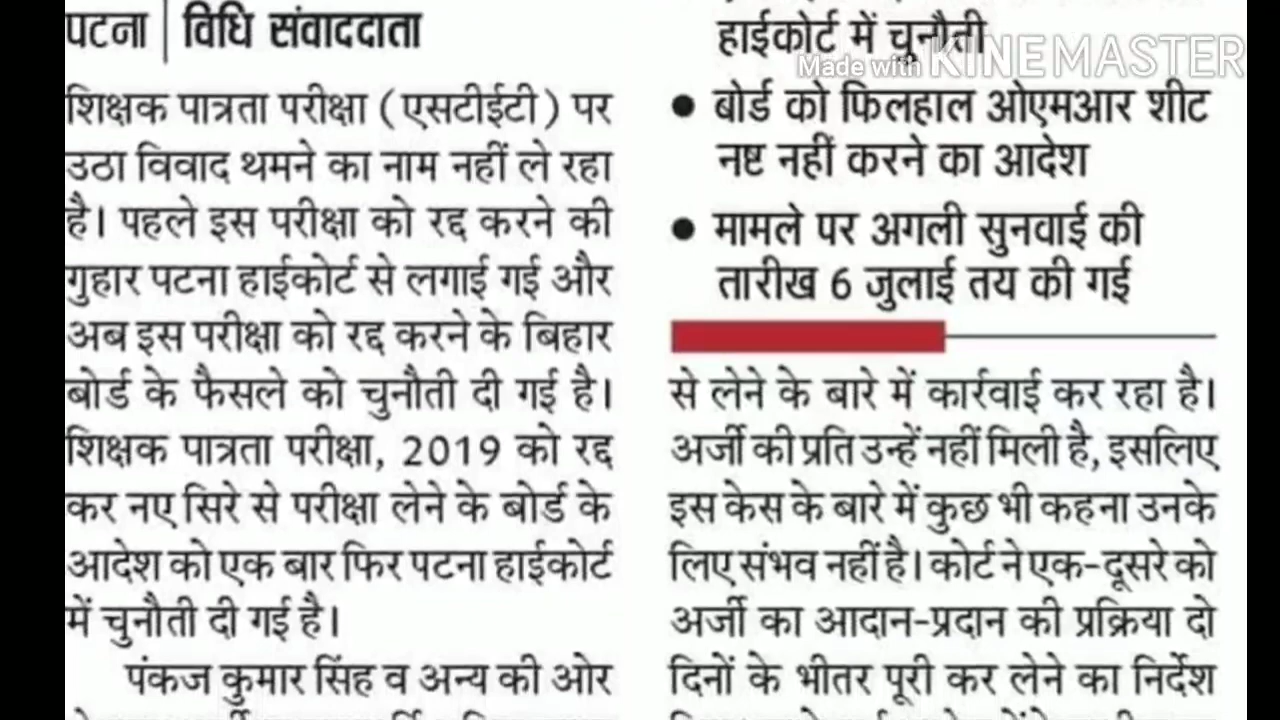 पटना | विधि संवाददाता
शिक्षक पात्रता परीक्षा (एसटीईटी) पर
उठा विवाद थमने का नाम नहीं ले रहा
है। पहले इस परीक्षा को रद्द करने की
गुहार पटना हाईकोर्ट से लगाई गई और
अब इस परीक्षा को रद्द करने के बिहार
बोर्ड के फैसले को चुनौती दी गई है।
शिक्षक पात्रता परीक्षा, 2019 को रद्द
कर नए सिरे से परीक्षा लेने के बोर्ड के
आदेश को एक बार फिर पटना हाईकोर्ट
में चुनौती दी गई है।
पंकज कुमार सिंह व अन्य की ओर
हाईकोर्ट में चुनौती
Made with KINEMASTER
● बोर्ड को फिलहाल ओएमआर शीट
नष्ट नहीं करने का आदेश
● मामले पर अगली सुनवाई की
तारीख 6 जुलाई तय की गई
से लेने के बारे में कार्रवाई कर रहा है।
अर्जी की प्रति उन्हें नहीं मिली है, इसलिए
इस केस के बारे में कुछ भी कहना उनके
लिए संभव नहीं है। कोर्ट ने एक-दूसरे को
अर्जी का आदान-प्रदान की प्रक्रिया दो
दिनों के भीतर पूरी कर लेने का निर्देश